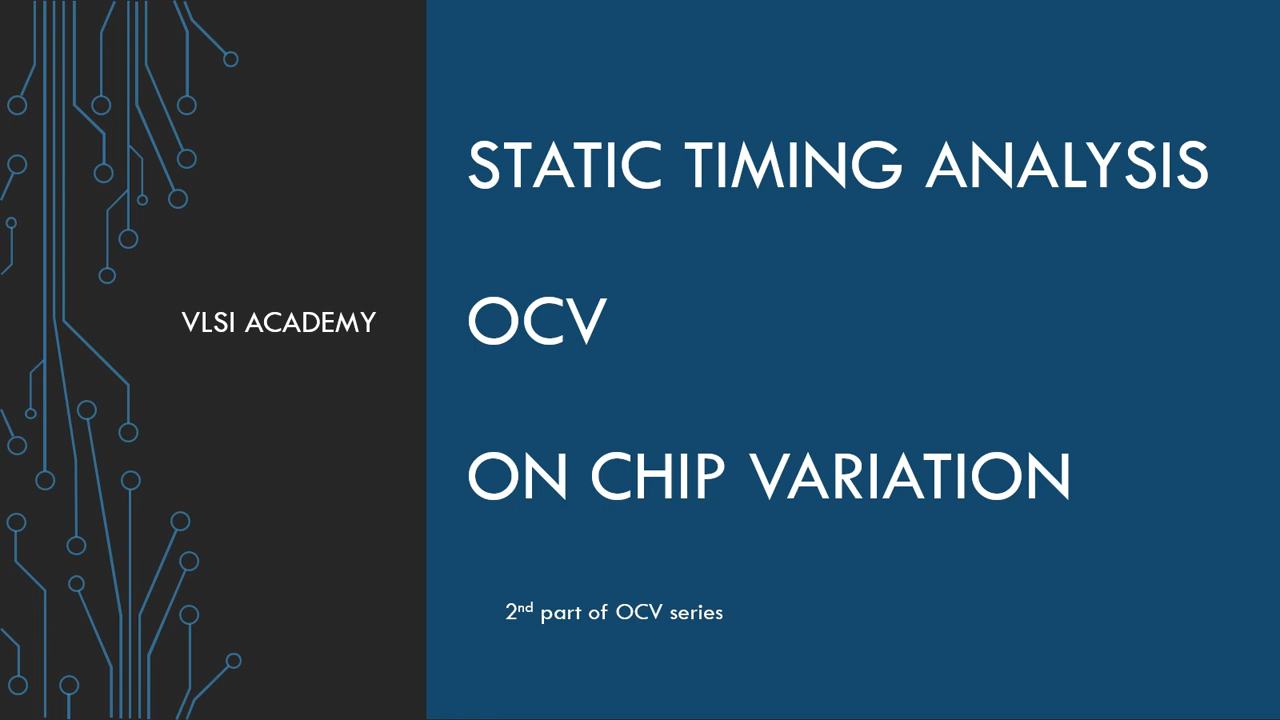 VLSI ACADEMY
STATIC TIMING ANALYSIS
OCV
ON CHIP VARIATION
2nd part of OCV series